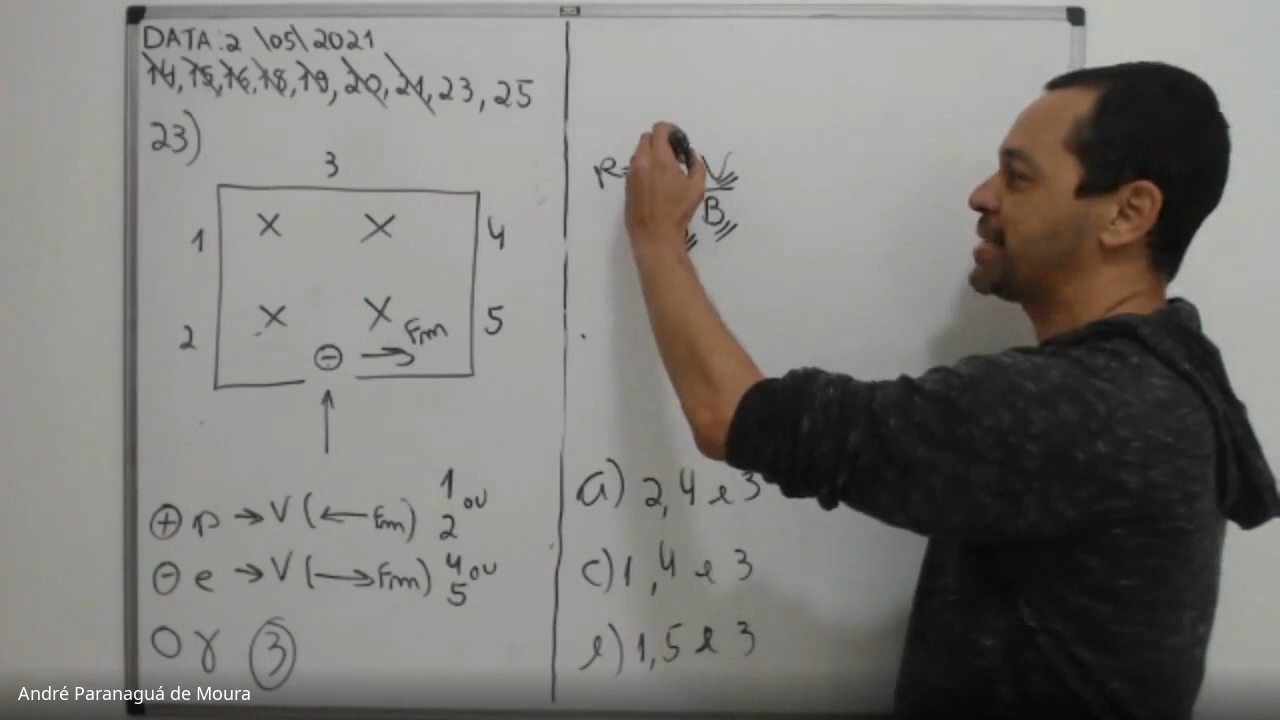 DATA: 2 \05\ 2021
14, 15, 16, 18, 19, 20, 21, 23, 25
23)
3
1 X X 4
2 X X 5
⊖ → Fm
⊕ p → V (← Fm) 1 ou 2
⊖ e → V (→ Fm) 4 ou 5
O γ 3
R= V
B
a) 2, 4 e 3
c) 1, 4 e 3
e) 1, 5 e 3
André Paranaguá de Moura